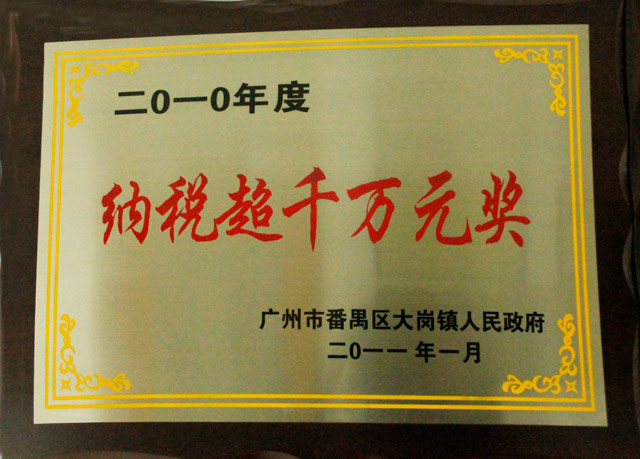 二0一0年度
纳税超千万元奖
广州市番禺区大岗镇人民政府
二0一一年一月